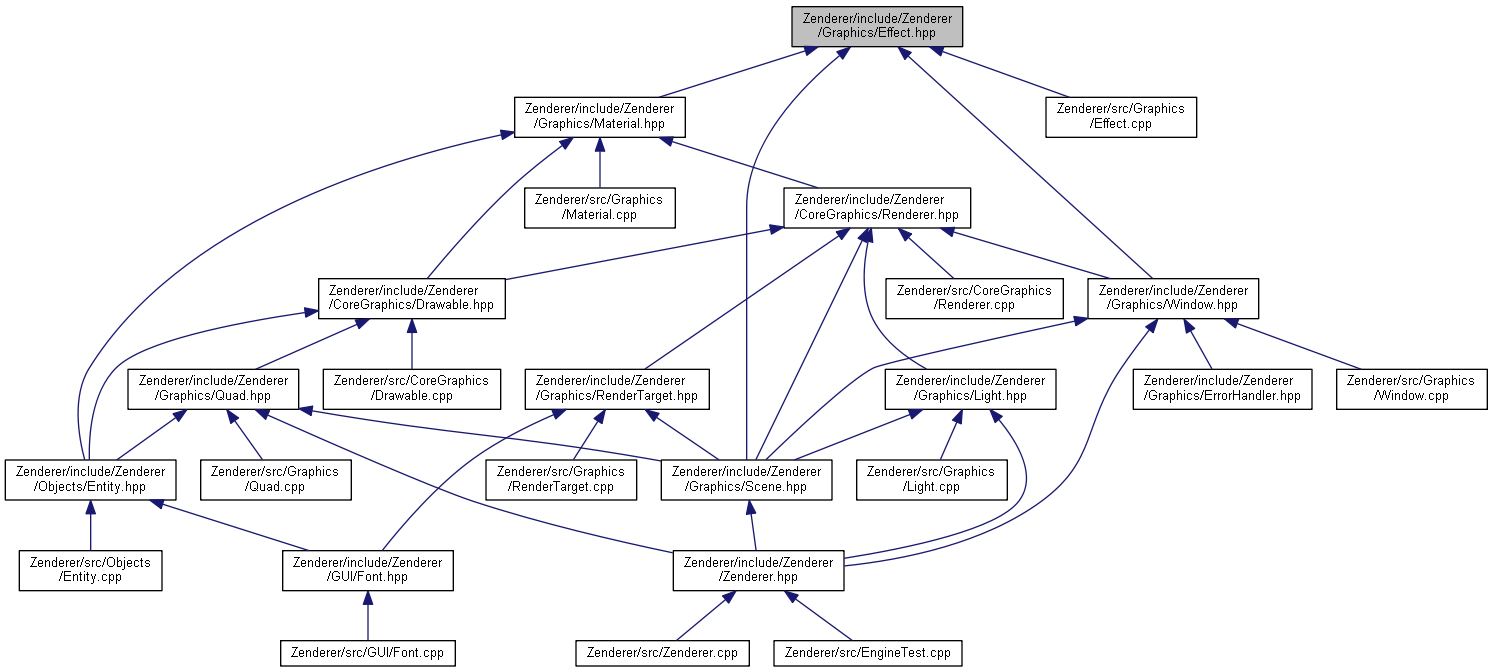 Zenderer/include/Zenderer
/Graphics/Effect.hpp
Zenderer/include/Zenderer
/Graphics/Material.hpp
Zenderer/src/Graphics
/Effect.cpp
Zenderer/src/Graphics
/Material.cpp
Zenderer/include/Zenderer
/CoreGraphics/Renderer.hpp
Zenderer/include/Zenderer
/CoreGraphics/Drawable.hpp
Zenderer/src/CoreGraphics
/Renderer.cpp
Zenderer/include/Zenderer
/Graphics/Window.hpp
Zenderer/include/Zenderer
/Graphics/Quad.hpp
Zenderer/src/CoreGraphics
/Drawable.cpp
Zenderer/include/Zenderer
/Graphics/RenderTarget.hpp
Zenderer/include/Zenderer
/Graphics/Light.hpp
Zenderer/include/Zenderer
/Graphics/ErrorHandler.hpp
Zenderer/src/Graphics
/Window.cpp
Zenderer/include/Zenderer
/Objects/Entity.hpp
Zenderer/src/Graphics
/Quad.cpp
Zenderer/src/Graphics
/RenderTarget.cpp
Zenderer/include/Zenderer
/Graphics/Scene.hpp
Zenderer/src/Graphics
/Light.cpp
Zenderer/src/Objects
/Entity.cpp
Zenderer/include/Zenderer
/GUI/Font.hpp
Zenderer/include/Zenderer
/Zenderer.hpp
Zenderer/src/GUI/Font.cpp
Zenderer/src/Zenderer.cpp
Zenderer/src/EngineTest.cpp